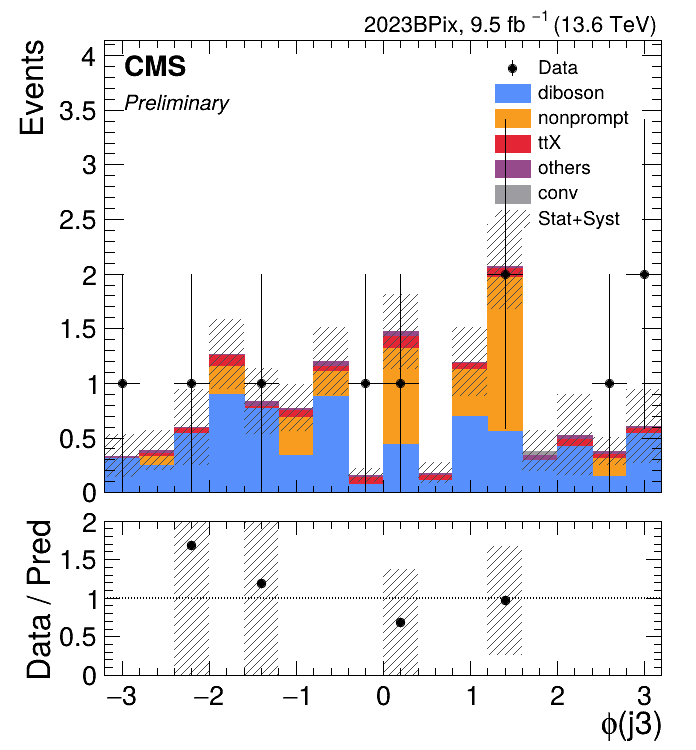 2023BPix, 9.5 fb⁻¹ (13.6 TeV)
CMS
Preliminary
Events
4
3.5
3
2.5
2
1.5
1
0.5
0
Data
diboson
nonprompt
ttX
others
conv
Stat+Syst
Data / Pred
2
1.5
1
0.5
0
−3 −2 −1 0 1 2 3
ϕ(j3)